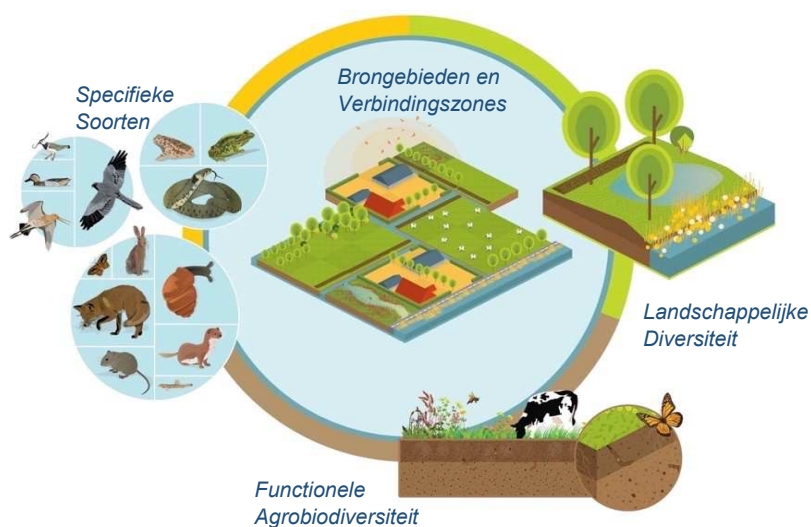 Brongebieden en
Verbindingszones
Specifieke
Soorten
Landschappelijke
Diversiteit
Functionele
Agrobiodiversiteit